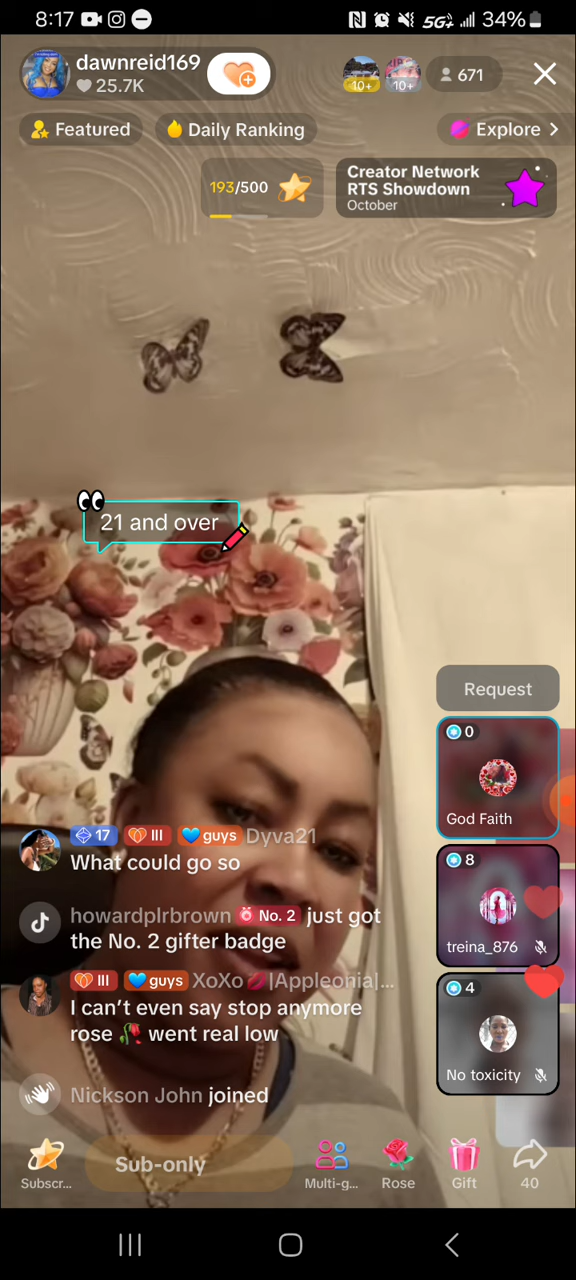 8:17 5G+ 34%
dawnreid169
25.7K
10+ 10+ 671
Featured Daily Ranking Explore >
193/500
Creator Network
RTS Showdown
October
21 and over
Request
0
God Faith
8
treina_876
4
No toxicity
17 III guys Dyva21
What could go so
howardplrbrown No. 2 just got
the No. 2 gifter badge
III guys XoXo 💋|Appleonia|...
I can't even say stop anymore
rose 🥀 went real low
Nickson John joined
Subscr... Sub-only Multi-g... Rose Gift 40